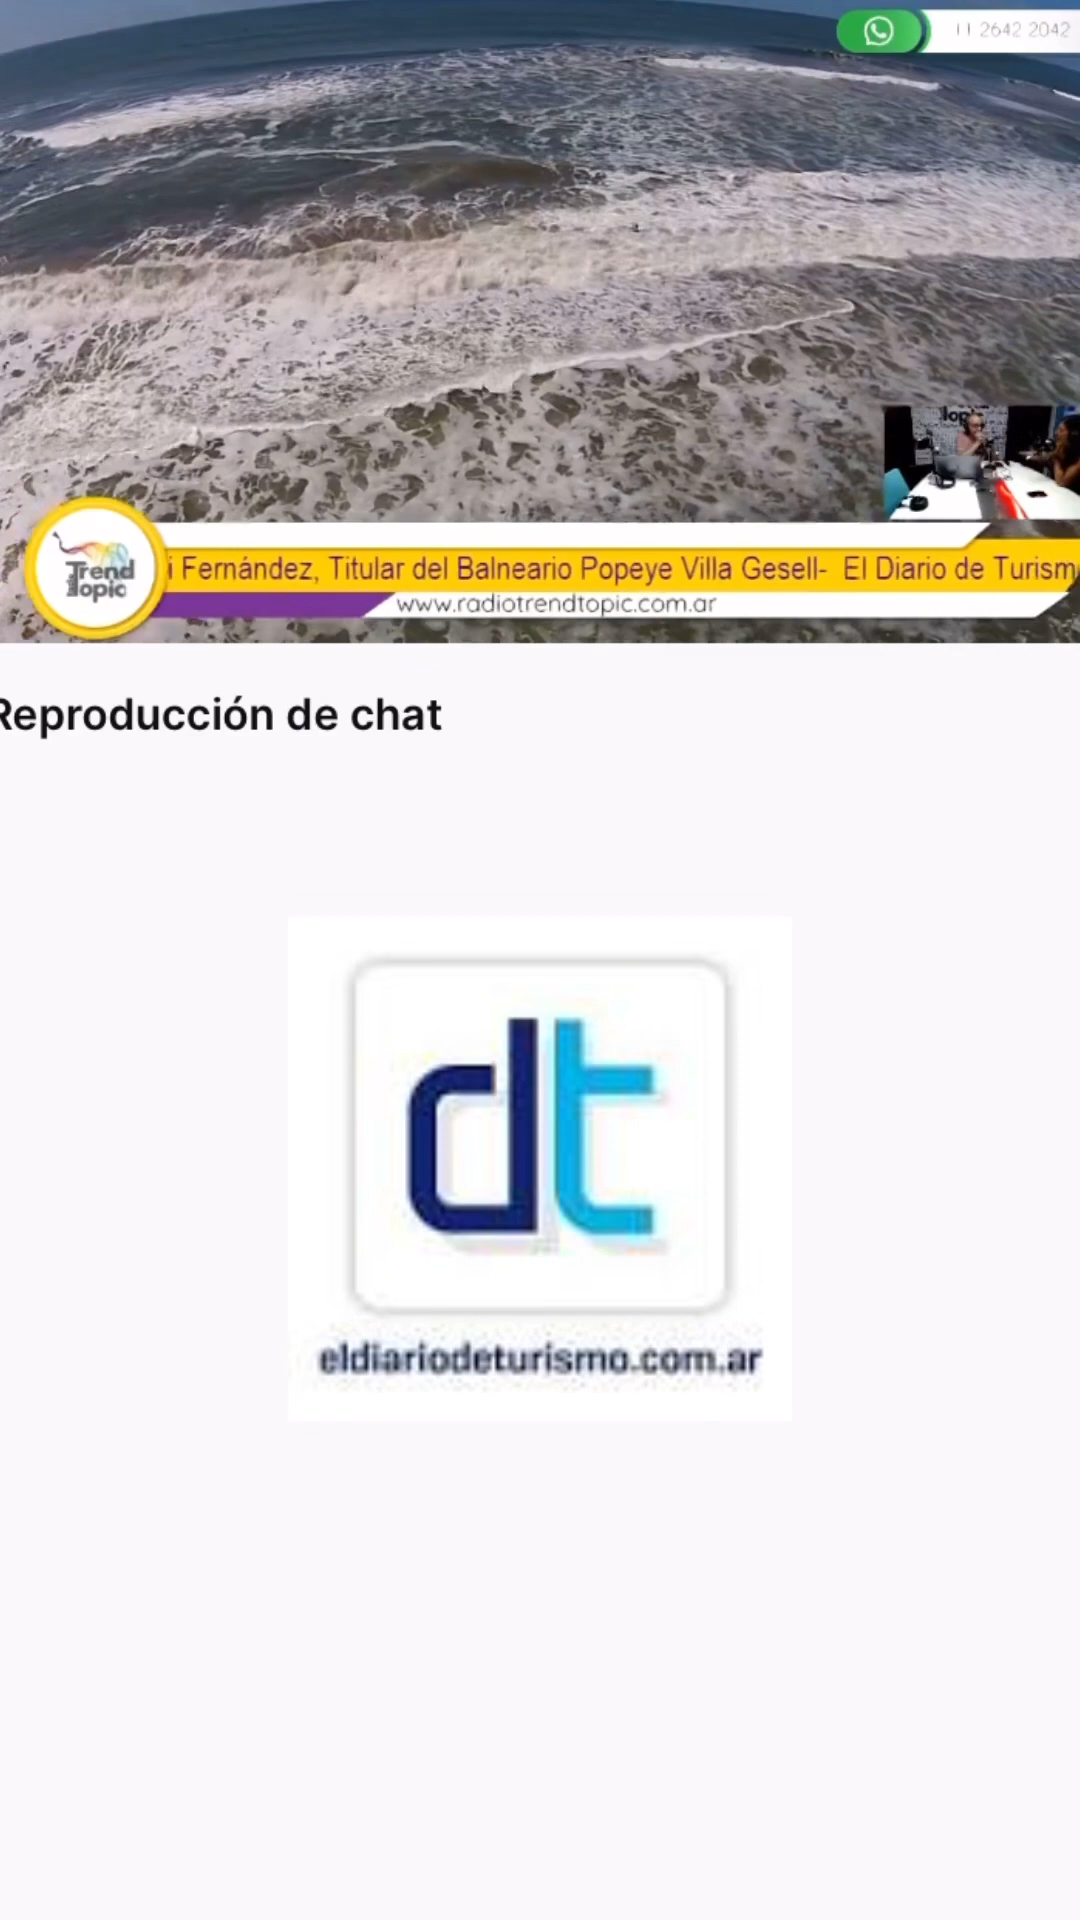 11 2642 2042
Topic
Trend
Topic
i Fernández, Titular del Balneario Popeye Villa Gesell- El Diario de Turism
www.radiotrendtopic.com.ar
Reproducción de chat
dt
eldiariodeturismo.com.ar